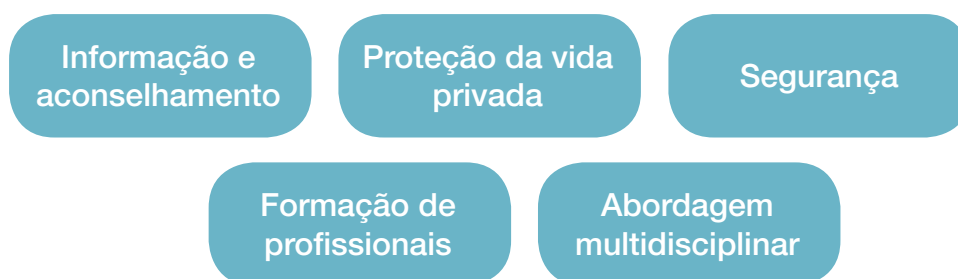 Informação e
aconselhamento
Proteção da vida
privada
Segurança
Formação de
profissionais
Abordagem
multidisciplinar